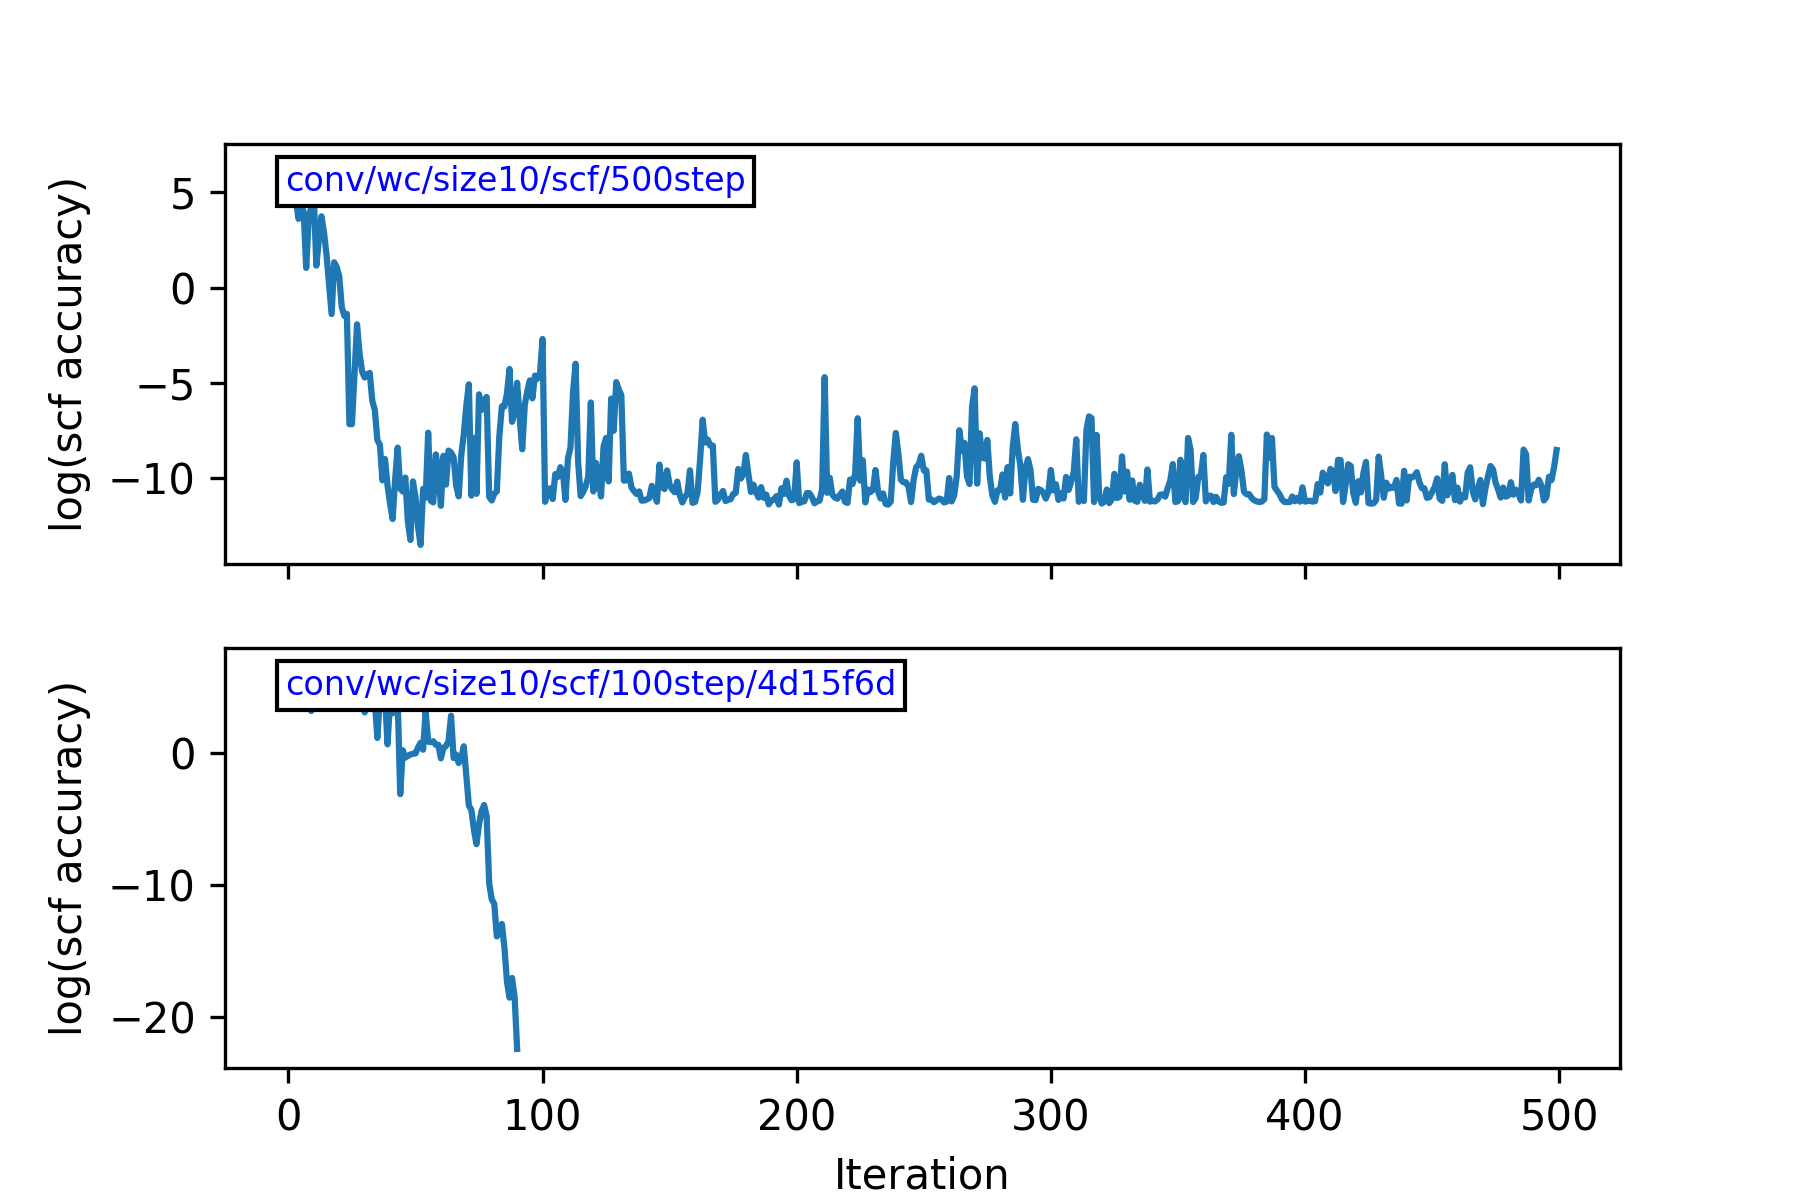 conv/wc/size10/scf/500step
log(scf accuracy)
5
0
−5
−10
conv/wc/size10/scf/100step/4d15f6d
log(scf accuracy)
0
−10
−20
0 100 200 300 400 500
Iteration